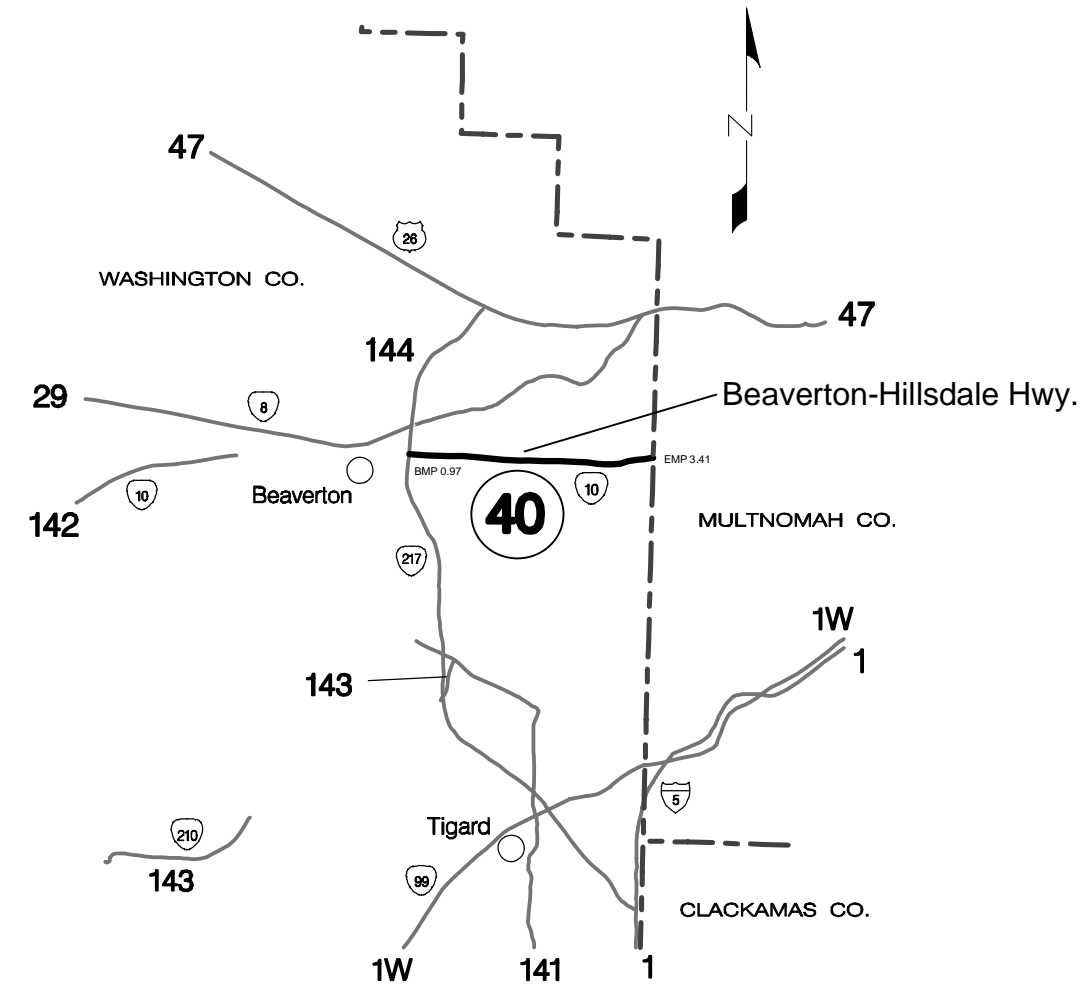 N
47
26
WASHINGTON CO.
47
144
29
8
Beaverton-Hillsdale Hwy.
BMP 0.97
EMP 3.41
10
Beaverton
10
40
142
MULTNOMAH CO.
217
1W
1
143
5
Tigard
210
143
99
CLACKAMAS CO.
1W
141
1